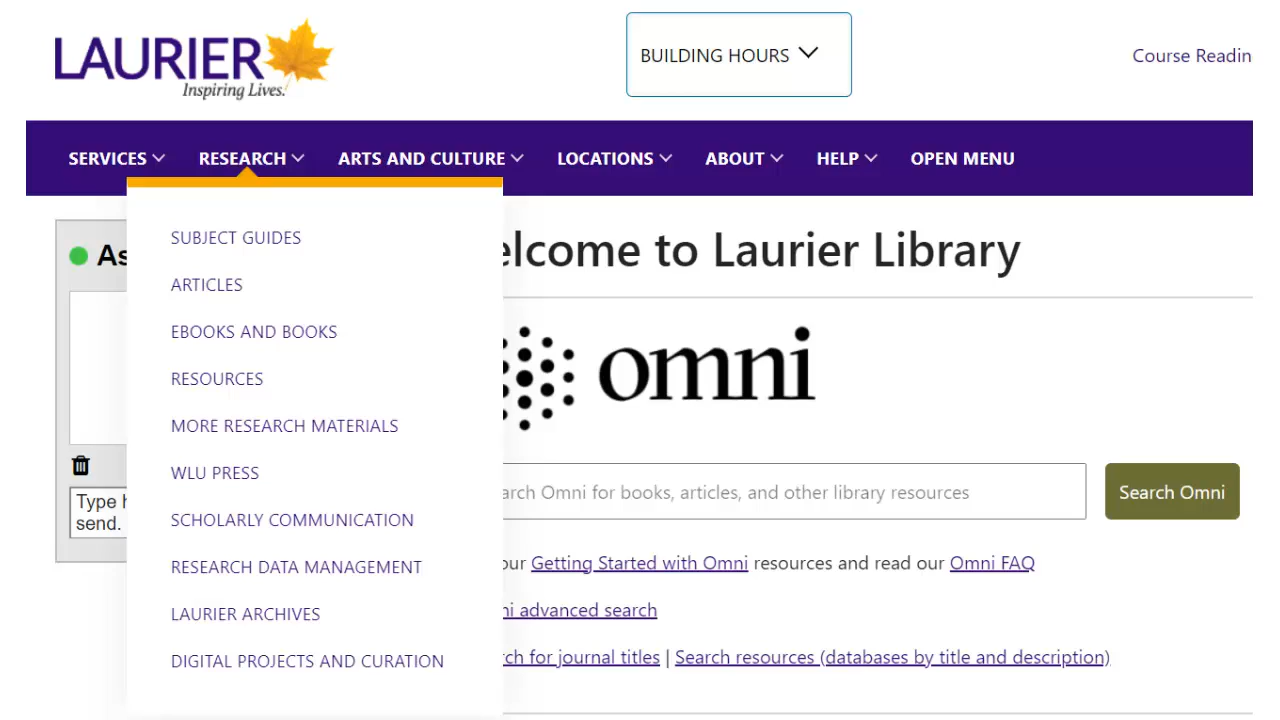 LAURIER
Inspiring Lives.
BUILDING HOURS
Course Readin
SERVICES RESEARCH ARTS AND CULTURE LOCATIONS ABOUT HELP OPEN MENU
SUBJECT GUIDES
ARTICLES
EBOOKS AND BOOKS
RESOURCES
MORE RESEARCH MATERIALS
WLU PRESS
SCHOLARLY COMMUNICATION
RESEARCH DATA MANAGEMENT
LAURIER ARCHIVES
DIGITAL PROJECTS AND CURATION
As
Type h
send.
elcome to Laurier Library
omni
arch Omni for books, articles, and other library resources
Search Omni
our Getting Started with Omni resources and read our Omni FAQ
ni advanced search
rch for journal titles | Search resources (databases by title and description)